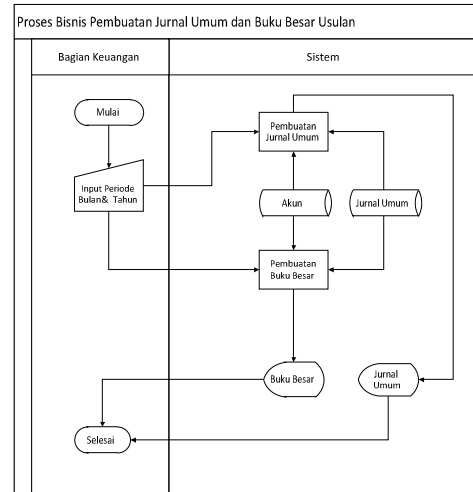 Proses Bisnis Pembuatan Jurnal Umum dan Buku Besar Usulan
Bagian Keuangan
Sistem
Mulai
Pembuatan
Jurnal Umum
Input Periode
Bulan& Tahun
Akun
Jurnal Umum
Pembuatan
Buku Besar
Buku Besar
Jurnal
Umum
Selesai